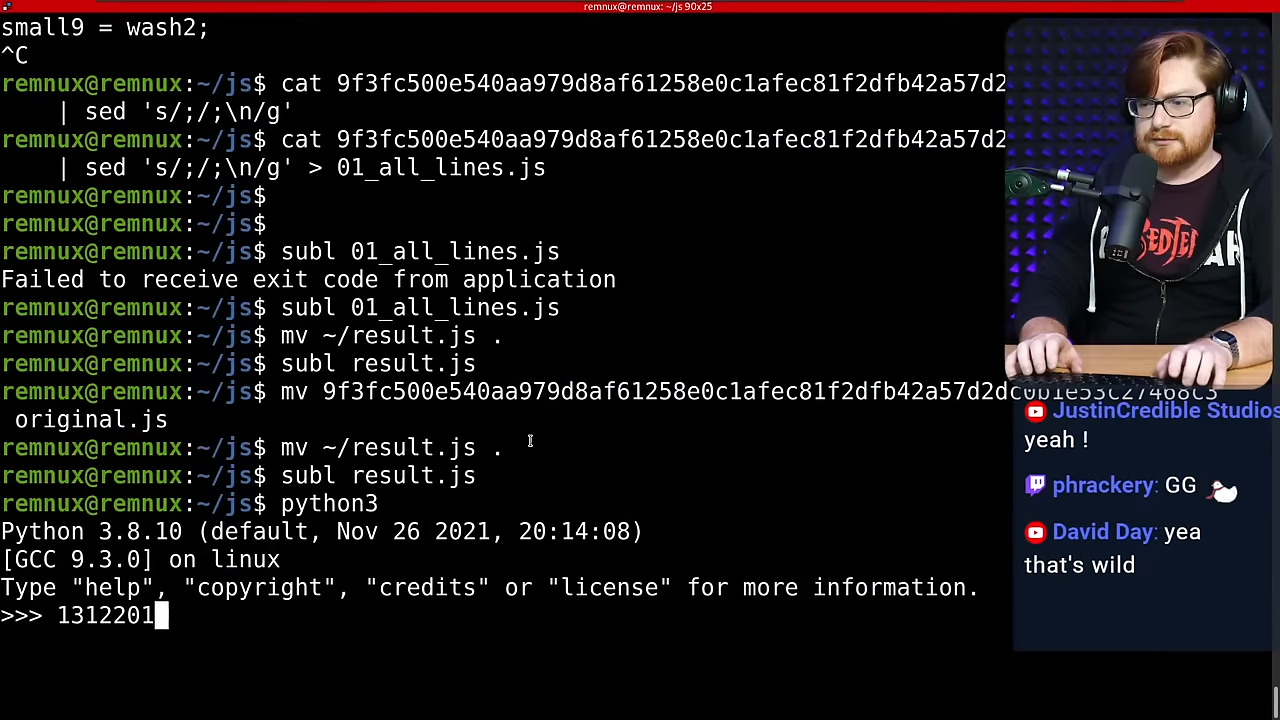 remnux@remnux: ~/js 90x25
small9 = wash2;
^C
remnux@remnux:~/js$ cat 9f3fc500e540aa979d8af61258e0c1afec81f2dfb42a57d2
| sed 's/;/;\n/g'
remnux@remnux:~/js$ cat 9f3fc500e540aa979d8af61258e0c1afec81f2dfb42a57d2
| sed 's/;/;\n/g' > 01_all_lines.js
remnux@remnux:~/js$
remnux@remnux:~/js$
remnux@remnux:~/js$ subl 01_all_lines.js
Failed to receive exit code from application
remnux@remnux:~/js$ subl 01_all_lines.js
remnux@remnux:~/js$ mv ~/result.js .
remnux@remnux:~/js$ subl result.js
remnux@remnux:~/js$ mv 9f3fc500e540aa979d8af61258e0c1afec81f2dfb42a57d2dc0b1e53c27468c3
original.js
remnux@remnux:~/js$ mv ~/result.js .
remnux@remnux:~/js$ subl result.js
remnux@remnux:~/js$ python3
Python 3.8.10 (default, Nov 26 2021, 20:14:08)
[GCC 9.3.0] on linux
Type "help", "copyright", "credits" or "license" for more information.
>>> 1312201
JustinCredible Studios
yeah !
phrackery: GG
David Day: yea
that's wild